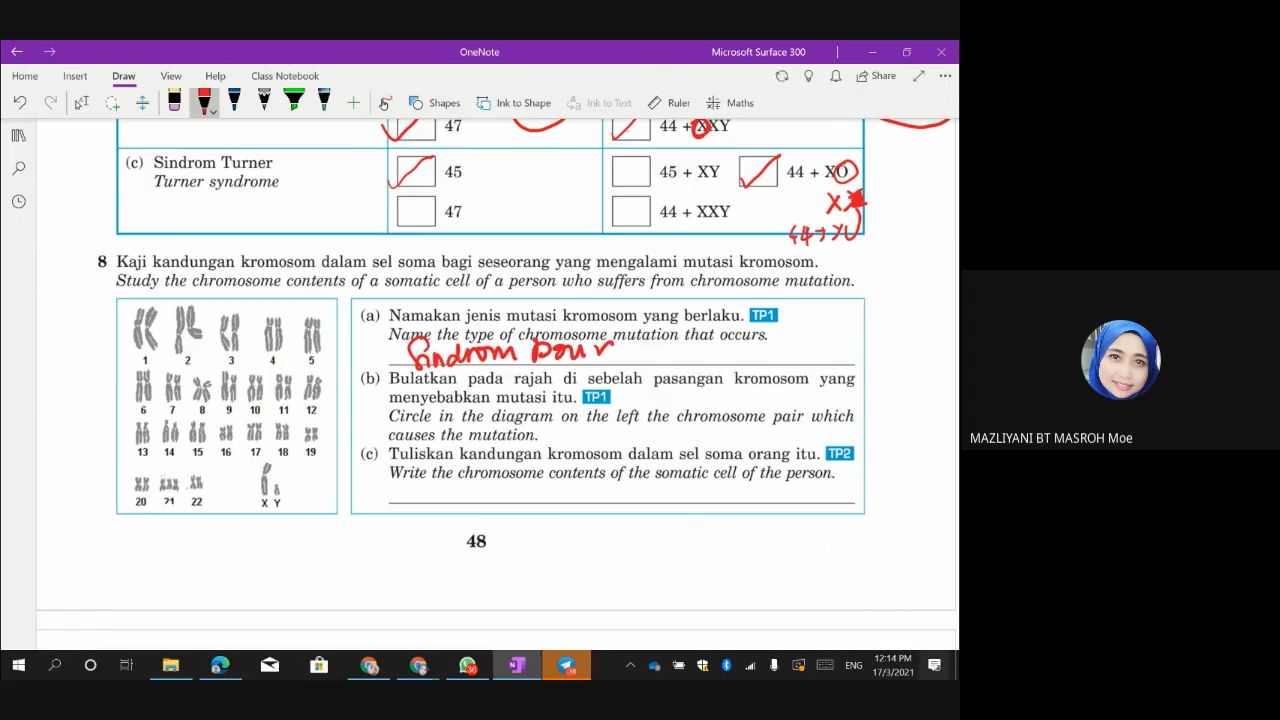 OneNote
Microsoft Surface 300
Home Insert Draw View Help Class Notebook
Share
Shapes Ink to Shape Ink to Text Ruler Maths
47 44 + XXY
(c) Sindrom Turner
Turner syndrome
45 45 + XY 44 + XO
47 44 + XXY
8 Kaji kandungan kromosom dalam sel soma bagi seseorang yang mengalami mutasi kromosom.
Study the chromosome contents of a somatic cell of a person who suffers from chromosome mutation.
1 2 3 4 5
6 7 8 9 10 11 12
13 14 15 16 17 18 19
20 21 22 X Y
(a) Namakan jenis mutasi kromosom yang berlaku. TP1
Name the type of chromosome mutation that occurs.
Sindrom
(b) Bulatkan pada rajah di sebelah pasangan kromosom yang
menyebabkan mutasi itu. TP1
Circle in the diagram on the left the chromosome pair which
causes the mutation.
(c) Tuliskan kandungan kromosom dalam sel soma orang itu. TP2
Write the chromosome contents of the somatic cell of the person.
48
MAZLIYANI BT MASROH Moe
ENG
12:14 PM
17/3/2021